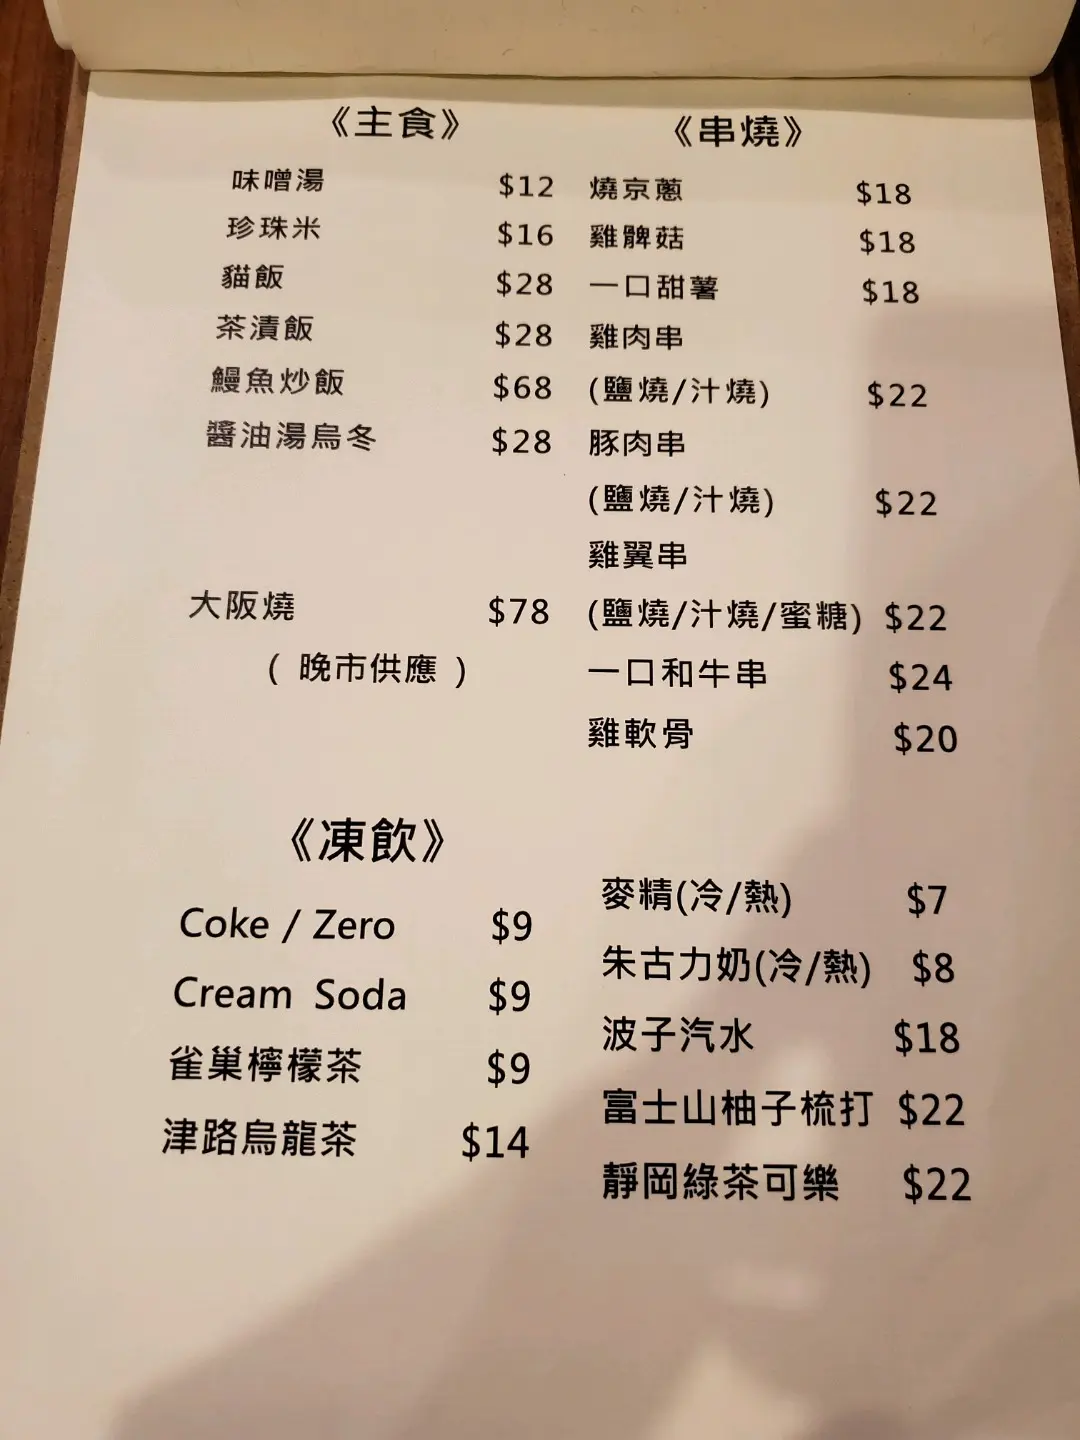 《主食》
味噌湯 $12
珍珠米 $16
貓飯 $28
茶漬飯 $28
鰻魚炒飯 $68
醬油湯烏冬 $28
大阪燒 $78
( 晚市供應 )
《串燒》
燒京蔥 $18
雞髀菇 $18
一口甜薯 $18
雞肉串
(鹽燒/汁燒) $22
豚肉串
(鹽燒/汁燒) $22
雞翼串
(鹽燒/汁燒/蜜糖) $22
一口和牛串 $24
雞軟骨 $20
《凍飲》
Coke / Zero $9
Cream Soda $9
雀巢檸檬茶 $9
津路烏龍茶 $14
麥精(冷/熱) $7
朱古力奶(冷/熱) $8
波子汽水 $18
富士山柚子梳打 $22
靜岡綠茶可樂 $22